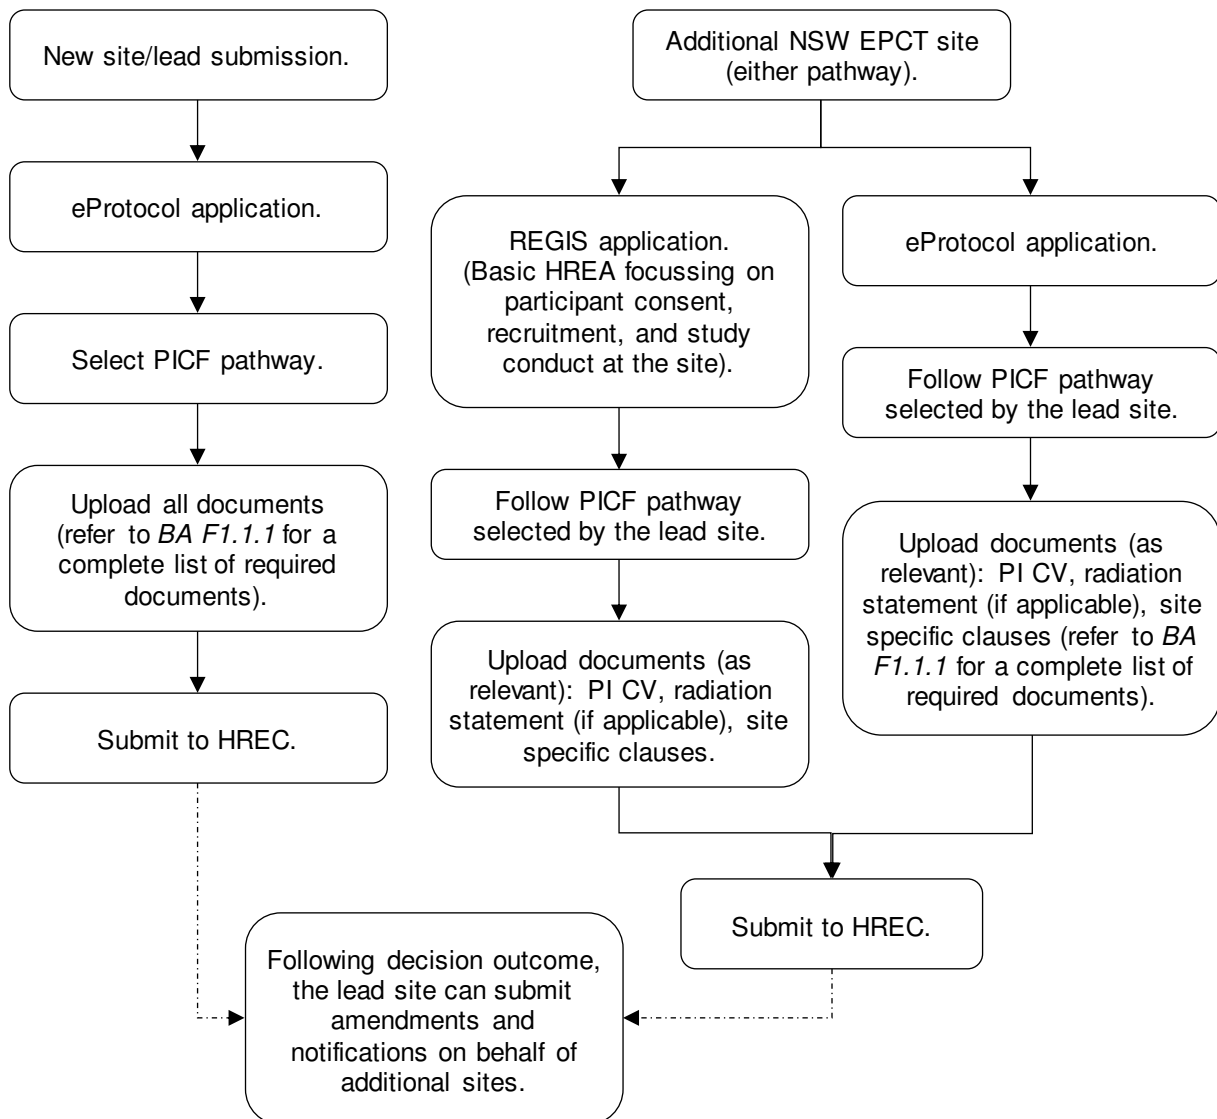 New site/lead submission.
eProtocol application.
Select PICF pathway.
Upload all documents
(refer to BA F1.1.1 for a
complete list of required
documents).
Submit to HREC.
Additional NSW EPCT site
(either pathway).
REGIS application.
(Basic HREA focussing on
participant consent,
recruitment, and study
conduct at the site).
Follow PICF pathway
selected by the lead site.
Upload documents (as
relevant): PI CV, radiation
statement (if applicable), site
specific clauses.
eProtocol application.
Follow PICF pathway
selected by the lead site.
Upload documents (as
relevant): PI CV, radiation
statement (if applicable), site
specific clauses (refer to BA
F1.1.1 for a complete list of
required documents).
Submit to HREC.
Following decision outcome,
the lead site can submit
amendments and
notifications on behalf of
additional sites.